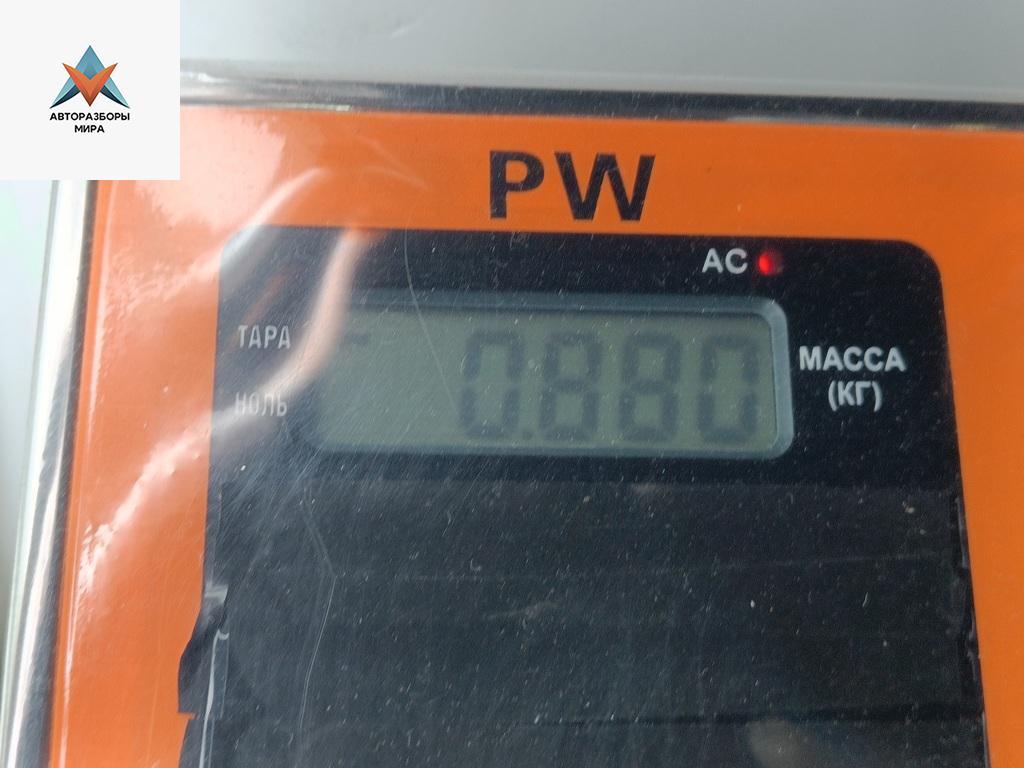 АВТОРАЗБОРЫ
МИРА
PW
AC
ТАРА
0.880
МАССА
(КГ)
НОЛЬ